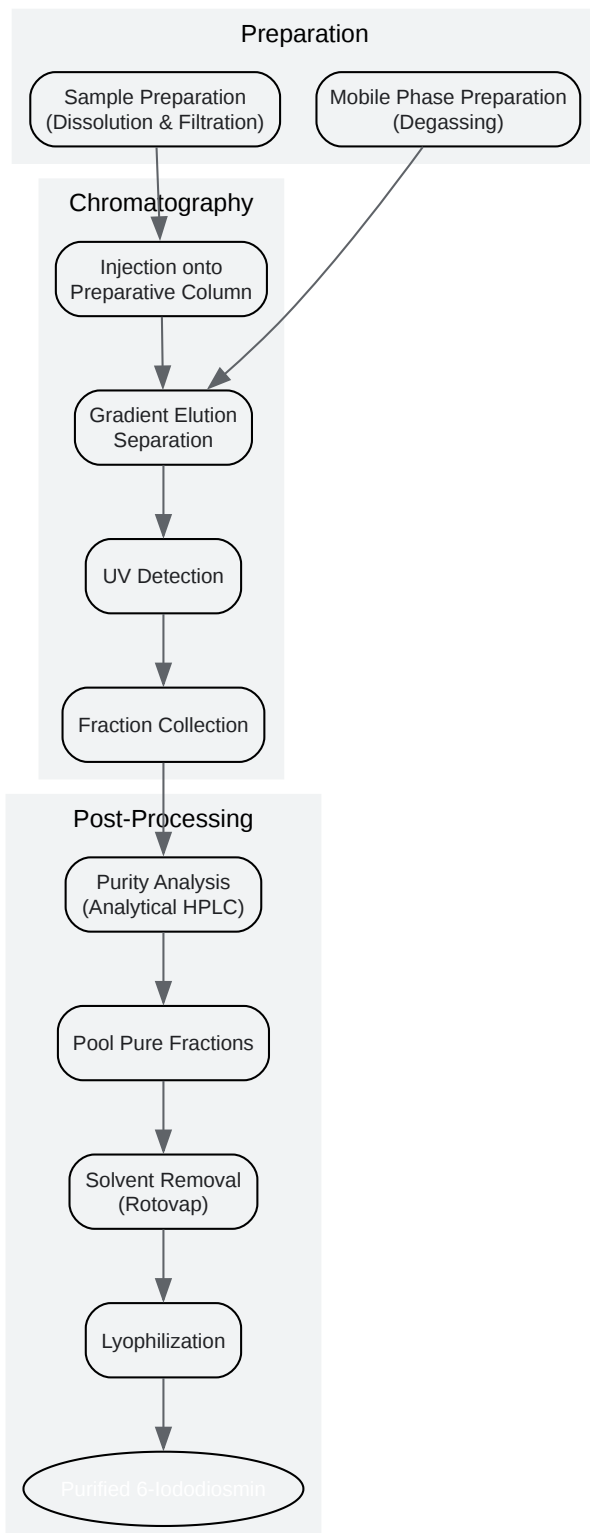 Preparation
Sample Preparation
(Dissolution & Filtration)
Mobile Phase Preparation
(Degassing)
Chromatography
Injection onto
Preparative Column
Gradient Elution
Separation
UV Detection
Fraction Collection
Post-Processing
Purity Analysis
(Analytical HPLC)
Pool Pure Fractions
Solvent Removal
(Rotovap)
Lyophilization
Purified 6-Iododiosmin